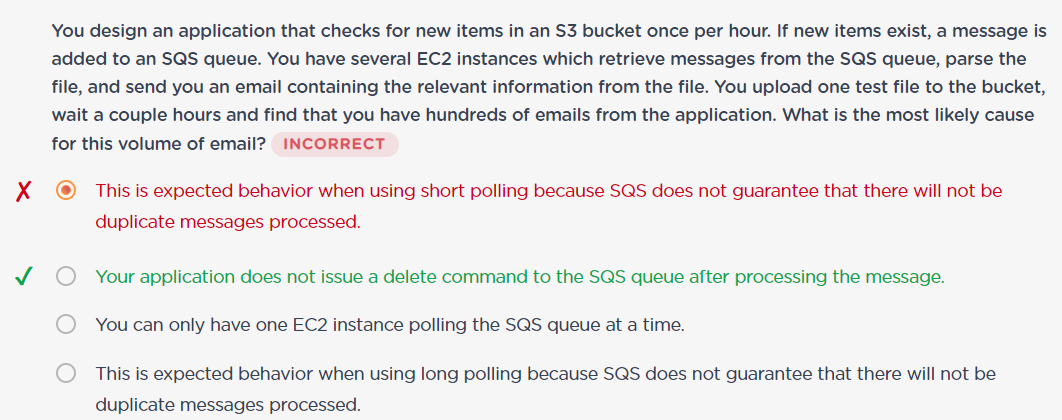 You design an application that checks for new items in an S3 bucket once per hour. If new items exist, a message is
added to an SQS queue. You have several EC2 instances which retrieve messages from the SQS queue, parse the
file, and send you an email containing the relevant information from the file. You upload one test file to the bucket,
wait a couple hours and find that you have hundreds of emails from the application. What is the most likely cause
for this volume of email? INCORRECT
This is expected behavior when using short polling because SQS does not guarantee that there will not be
duplicate messages processed.
Your application does not issue a delete command to the SQS queue after processing the message.
You can only have one EC2 instance polling the SQS queue at a time.
This is expected behavior when using long polling because SQS does not guarantee that there will not be
duplicate messages processed.